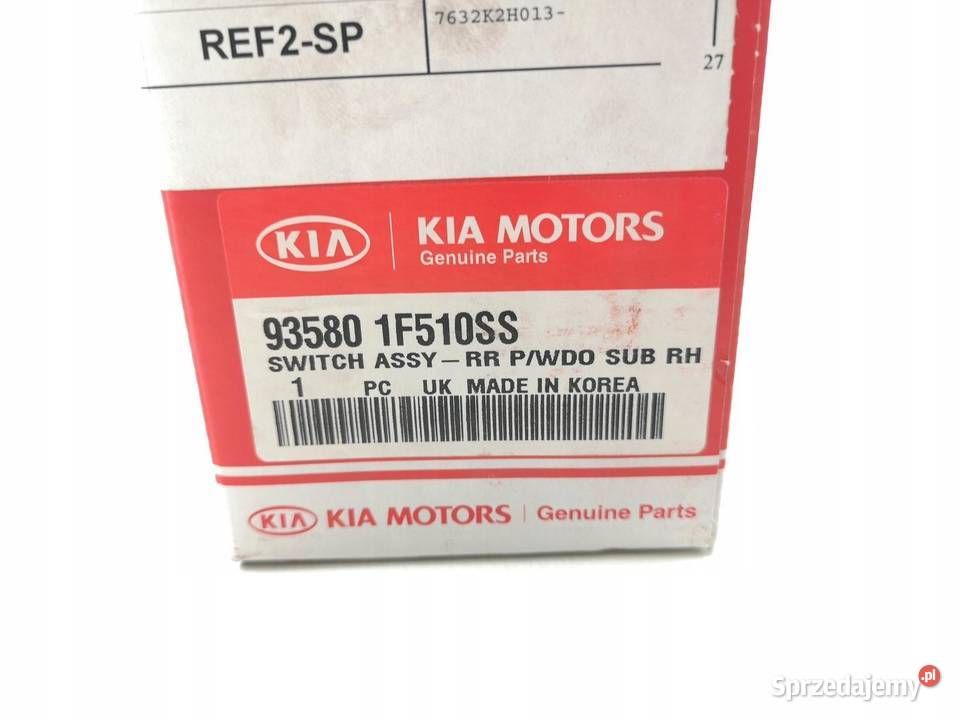 7632K2H013-
REF2-SP
27
KIA KIA MOTORS
Genuine Parts
93580 1F510SS
SWITCH ASSY-RR P/WDO SUB RH
1 PC UK MADE IN KOREA
KIA KIA MOTORS Genuine Parts
Sprzedajemy.pl